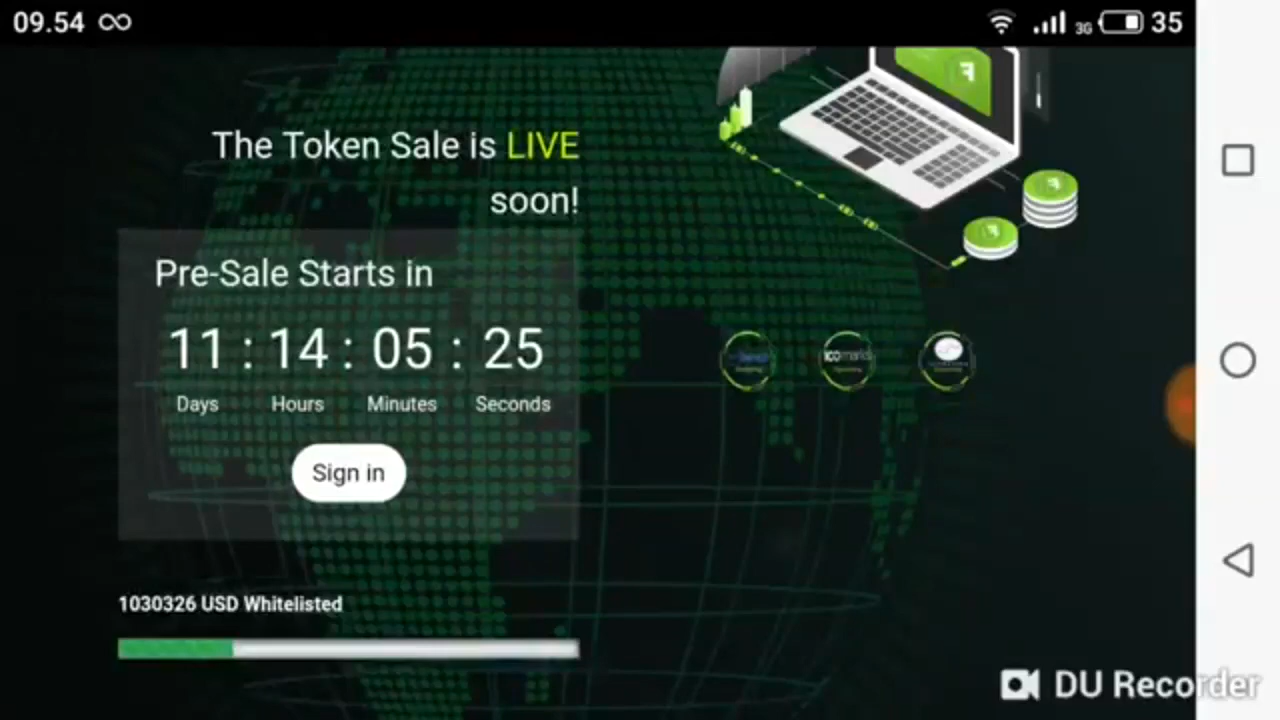 09.54
3G
35
The Token Sale is LIVE
soon!
Pre-Sale Starts in
11 : 14 : 05 : 25
Days Hours Minutes Seconds
Sign in
1030326 USD Whitelisted
DU Recorder